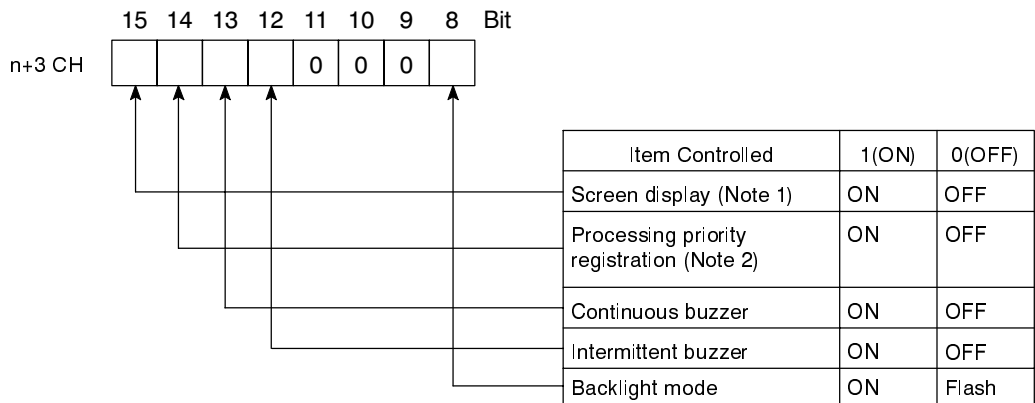 15 14 13 12 11 10 9 8 Bit
n+3 CH 0 0 0
Item Controlled 1(ON) 0(OFF)
Screen display (Note 1) ON OFF
Processing priority ON OFF
registration (Note 2)
Continuous buzzer ON OFF
Intermittent buzzer ON OFF
Backlight mode ON Flash